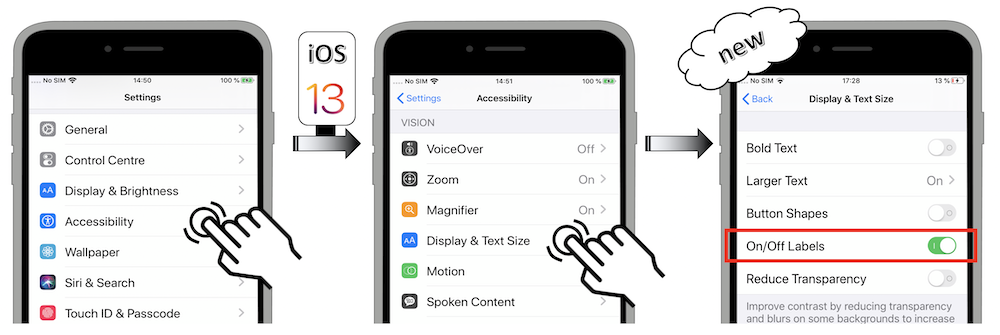 iOS
13
new
.... No SIM 14:50 100 %
Settings
General
Control Centre
AA Display & Brightness
Accessibility
Wallpaper
Siri & Search
Touch ID & Passcode
.... No SIM 14:51 100 %
Settings Accessibility
VISION
VoiceOver Off
Zoom On
Magnifier On
AA Display & Text Size
Motion
Spoken Content
.... No SIM 17:28 13 %
Back Display & Text Size
Bold Text
Larger Text On
Button Shapes
On/Off Labels
Reduce Transparency
Improve contrast by reducing transparency
and blurs on some backgrounds to increase